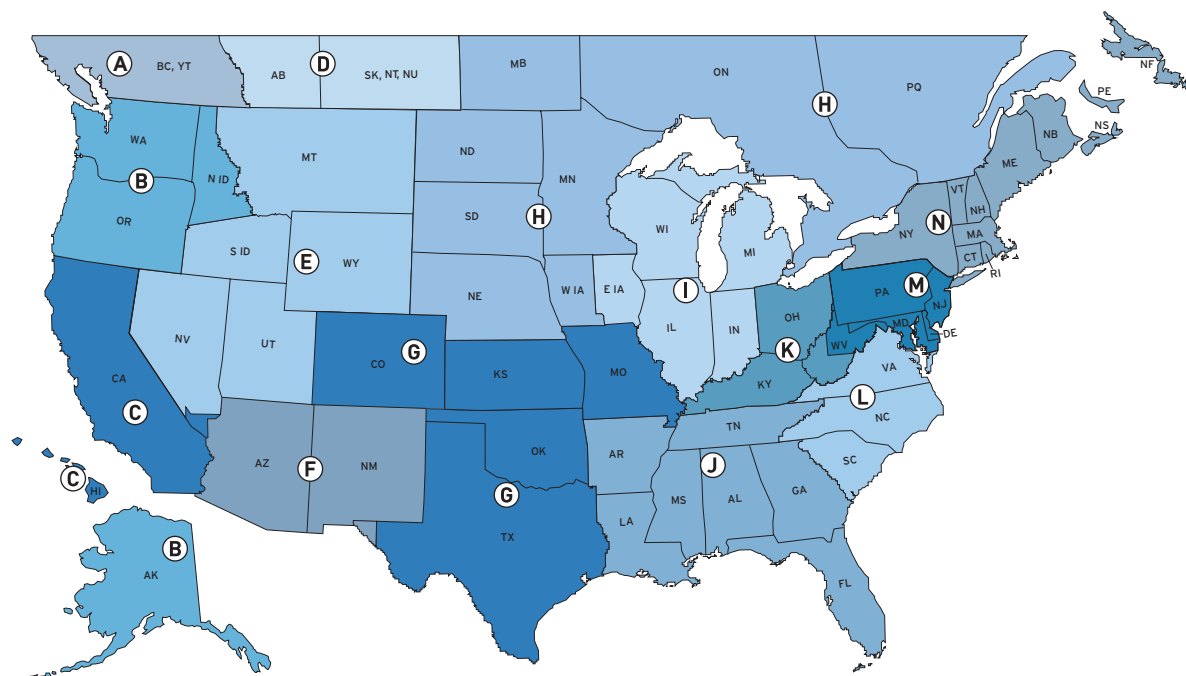 NF
A
BC, YT
D
AB
SK, NT, NU
MB
ON
PQ
H
PE
NS
NB
ME
WA
B
N ID
OR
MT
ND
MN
SD
H
S ID
E
WY
NE
W IA
E IA
WI
MI
I
IL
IN
OH
K
KY
VT
NH
NY
N
MA
CT
RI
PA
M
NJ
MD
DE
WV
VA
L
NC
SC
NV
UT
CA
C
CO
G
KS
MO
AZ
F
NM
OK
G
TX
AR
LA
TN
J
MS
AL
GA
FL
C
HI
B
AK